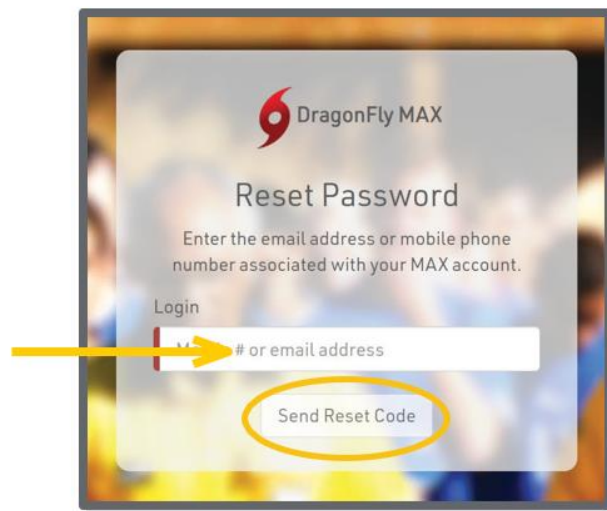 DragonFly MAX
Reset Password
Enter the email address or mobile phone
number associated with your MAX account.
Login
# or email address
Send Reset Code